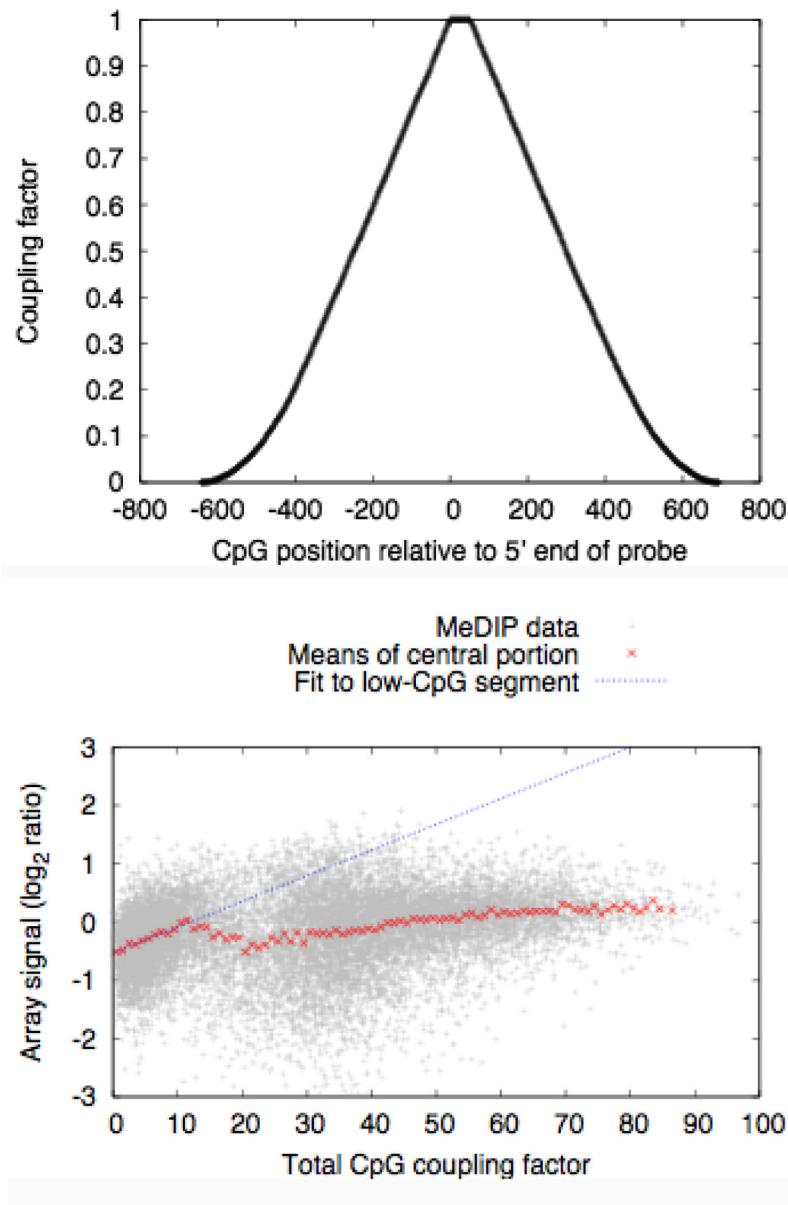 1
0.9
0.8
0.7
0.6
0.5
0.4
0.3
0.2
0.1
0
Coupling factor
-800 -600 -400 -200 0 200 400 600 800
CpG position relative to 5' end of probe
MeDIP data
Means of central portion
Fit to low-CpG segment
3
2
1
0
-1
-2
-3
Array signal (log2 ratio)
0 10 20 30 40 50 60 70 80 90 100
Total CpG coupling factor